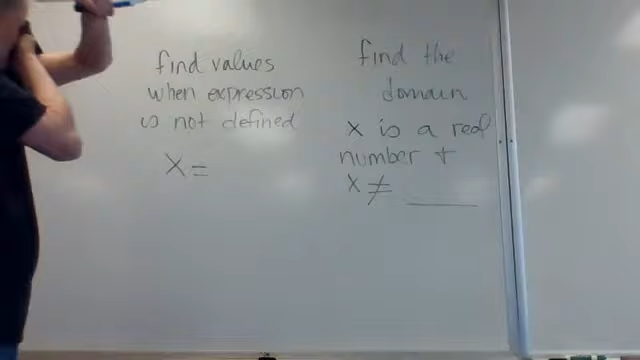 find values
when expression
is not defined
x =
find the
domain
x is a real
number +
x ≠ ____